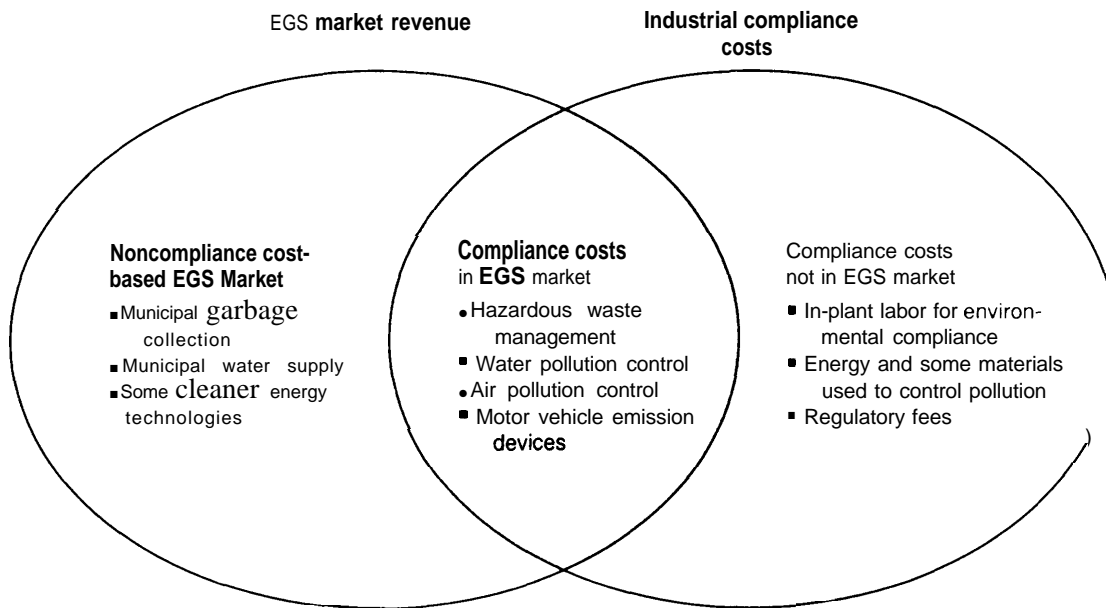 EGS market revenue
Industrial compliance
costs
Noncompliance cost-
based EGS Market
■Municipal garbage
collection
■Municipal water supply
■Some cleaner energy
technologies
Compliance costs
in EGS market
●Hazardous waste
management
■ Water pollution control
●Air pollution control
■ Motor vehicle emission
devices
Compliance costs
not in EGS market
■ In-plant labor for environ-
mental compliance
■ Energy and some materials
used to control pollution
■ Regulatory fees